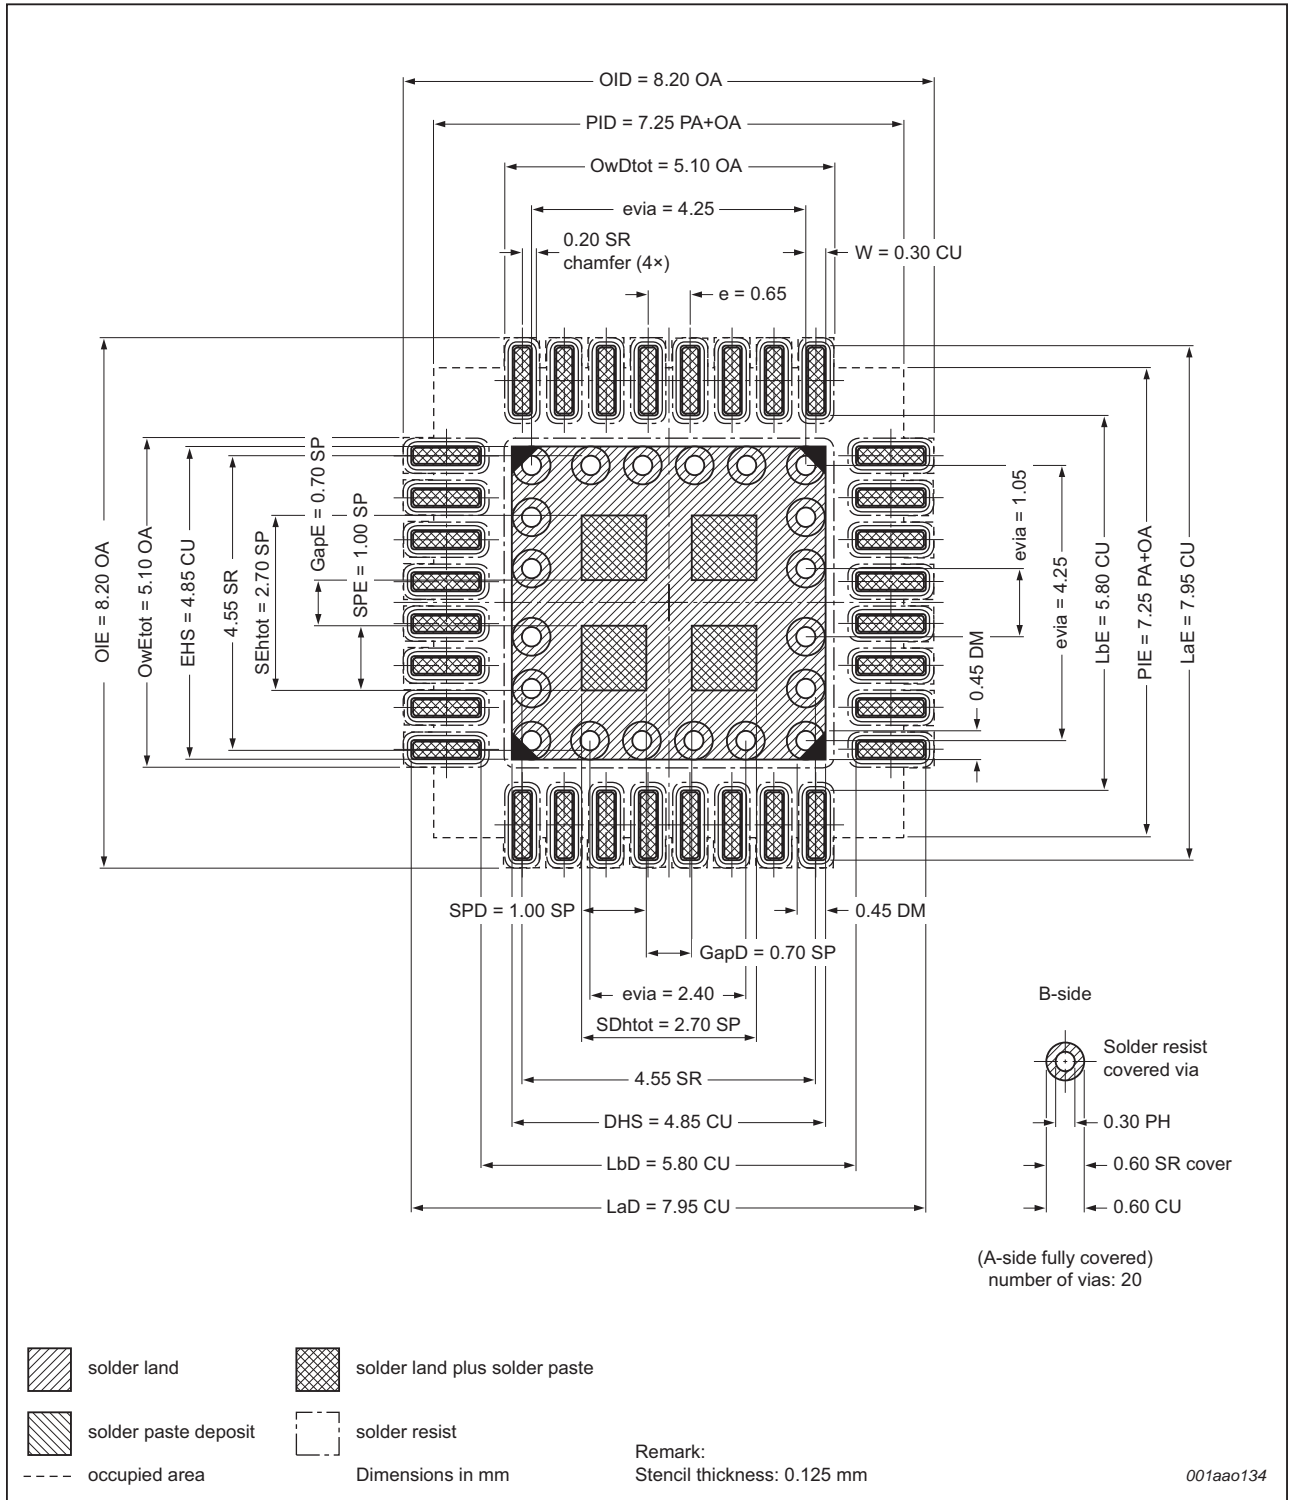 OID = 8.20 OA
PID = 7.25 PA+OA
OwDtot = 5.10 OA
evia = 4.25
0.20 SR
chamfer (4×)
W = 0.30 CU
e = 0.65
OIE = 8.20 OA
OwEtot = 5.10 OA
EHS = 4.85 CU
4.55 SR
SEhtot = 2.70 SP
GapE = 0.70 SP
SPE = 1.00 SP
evia = 1.05
0.45 DM
evia = 4.25
LbE = 5.80 CU
PIE = 7.25 PA+OA
LaE = 7.95 CU
SPD = 1.00 SP
0.45 DM
GapD = 0.70 SP
evia = 2.40
SDhtot = 2.70 SP
4.55 SR
DHS = 4.85 CU
LbD = 5.80 CU
LaD = 7.95 CU
B-side
Solder resist
covered via
0.30 PH
0.60 SR cover
0.60 CU
(A-side fully covered)
number of vias: 20
solder land
solder land plus solder paste
solder paste deposit
solder resist
occupied area
Dimensions in mm
Remark:
Stencil thickness: 0.125 mm
001aao134